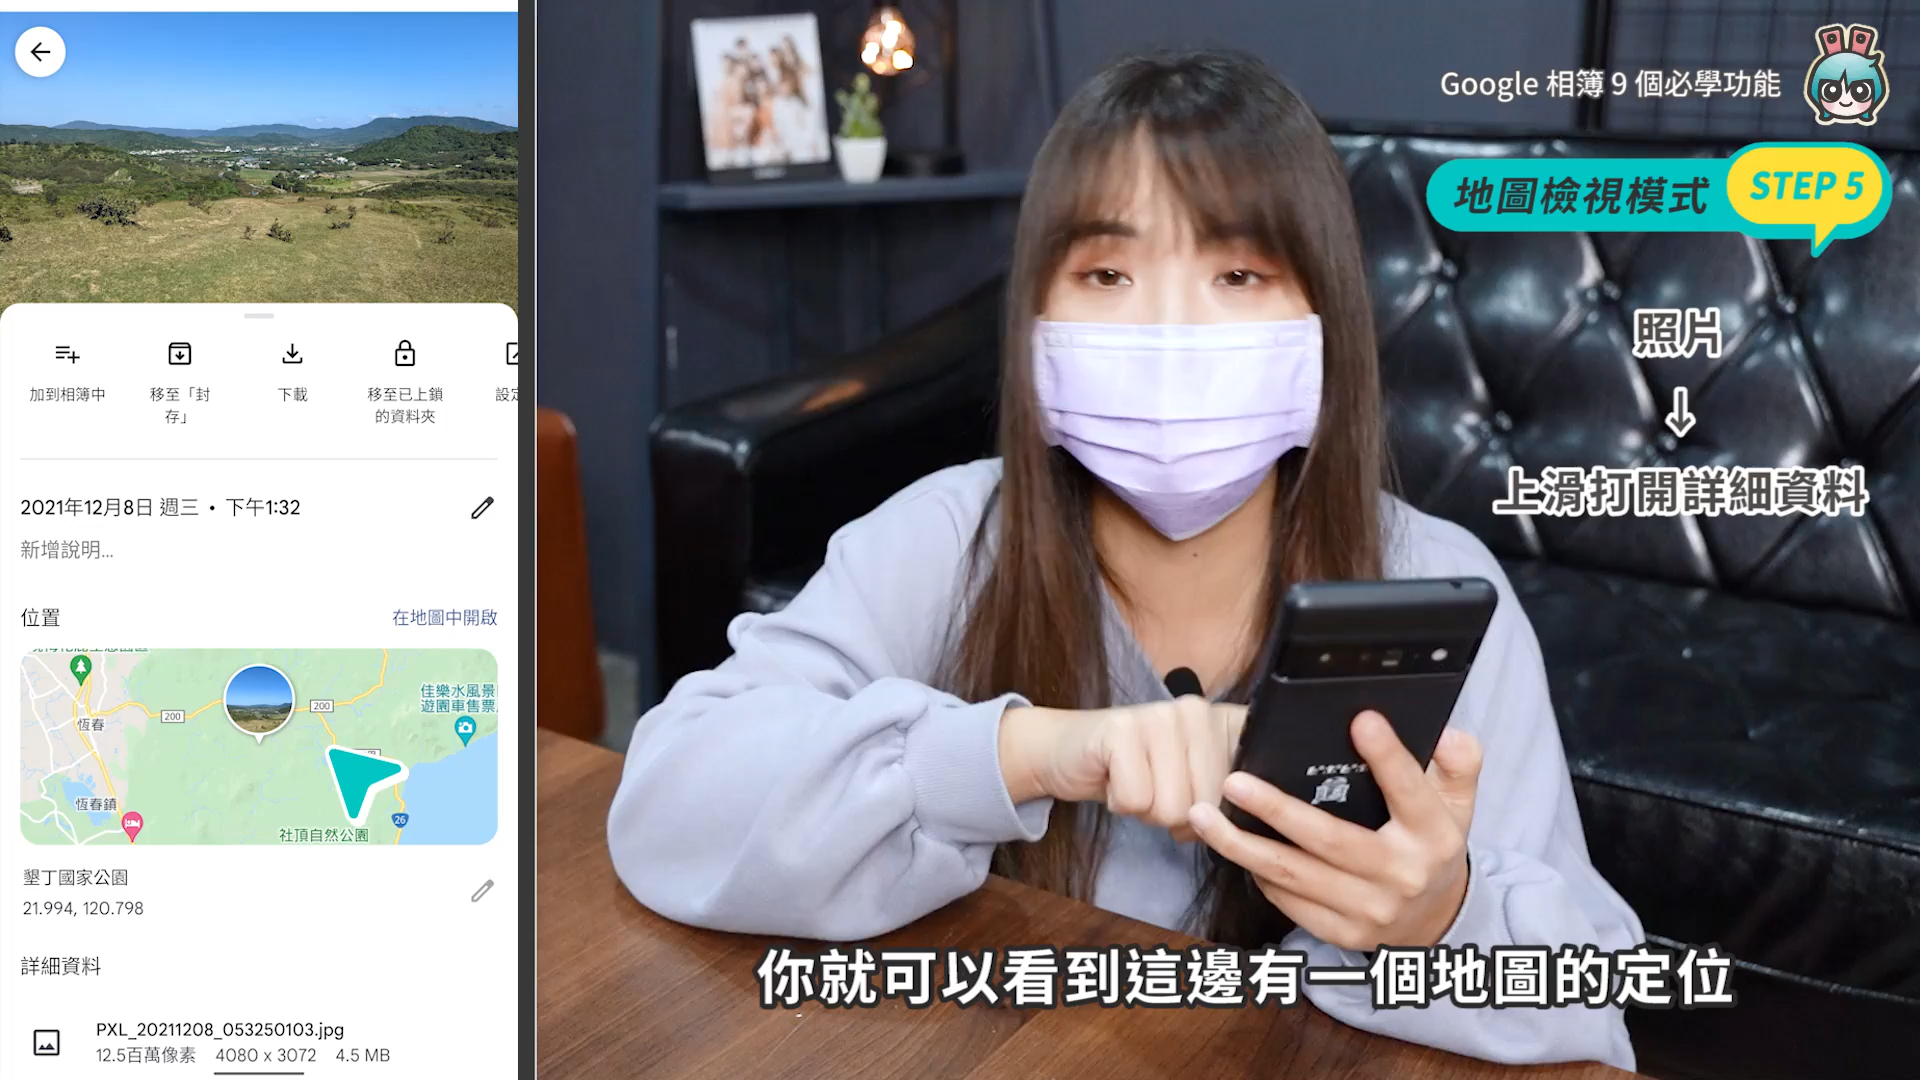 加到相簿中
移至「封
存」
下載
移至已上鎖
的資料夾
設定
2021年12月8日 週三 • 下午1:32
新增說明...
位置
在地圖中開啟
恆春
200
200
佳樂水風景
遊園車售票
恆春鎮
社頂自然公園
26
墾丁國家公園
21.994, 120.798
詳細資料
PXL_20211208_053250103.jpg
12.5百萬像素 4080 x 3072 4.5 MB
Google 相簿 9 個必學功能
地圖檢視模式
STEP 5
照片
↓
上滑打開詳細資料
你就可以看到這邊有一個地圖的定位